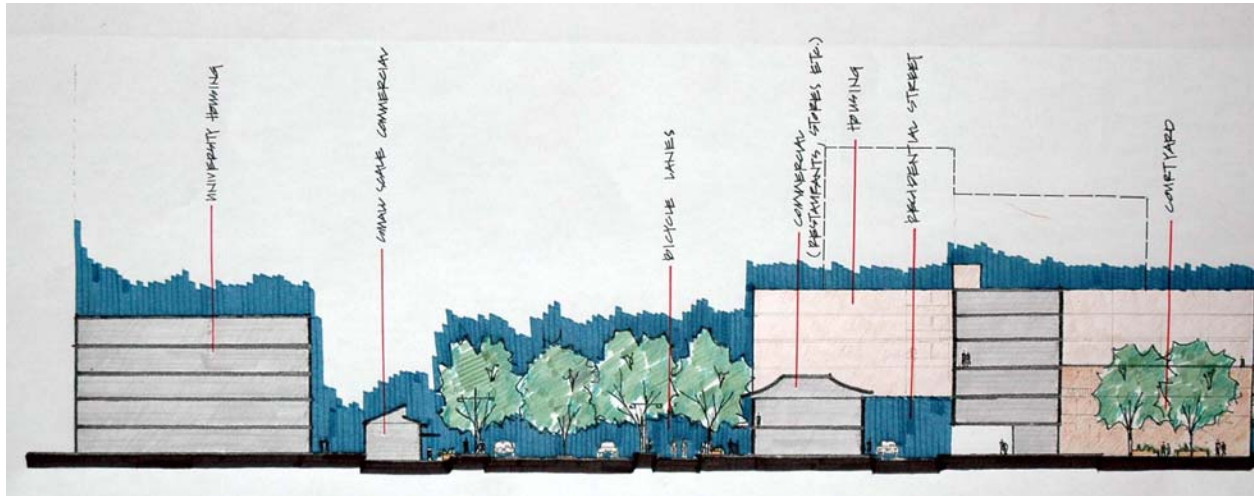 UNIVERSITY HOUSING
SMALL SCALE COMMERCIAL
BICYCLE LANES
COMMERCIAL
(RESTAURANTS, STORES ETC.)
HOUSING
RESIDENTIAL STREET
COURTYARD